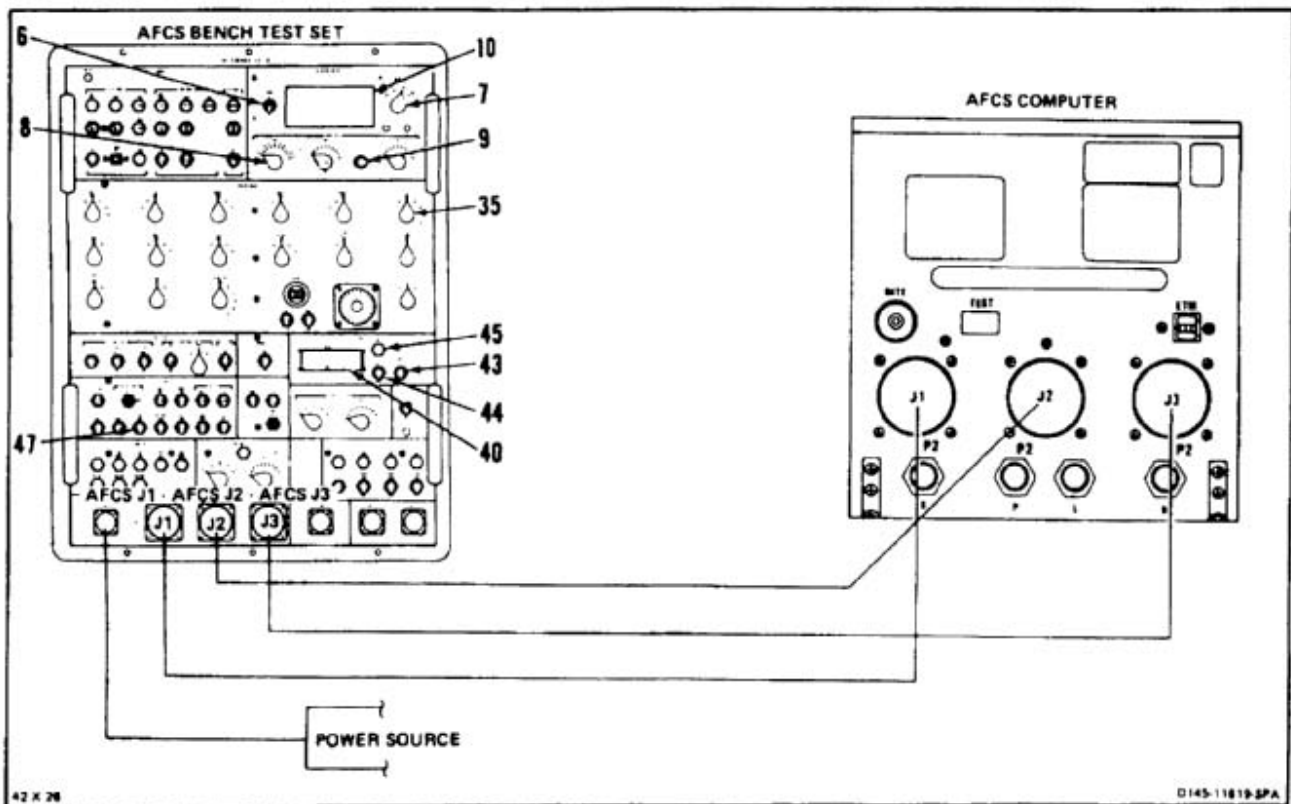 AFCS BENCH TEST SET
6
10
7
8
9
35
45
43
44
40
47
AFCS J1 · AFCS J2 · AFCS J3
J1
J2
J3
POWER SOURCE
AFCS COMPUTER
TEST
ETM
J1
J2
J3
P2
P2
P2
P
L
42 X 26
D145-11619-SPA